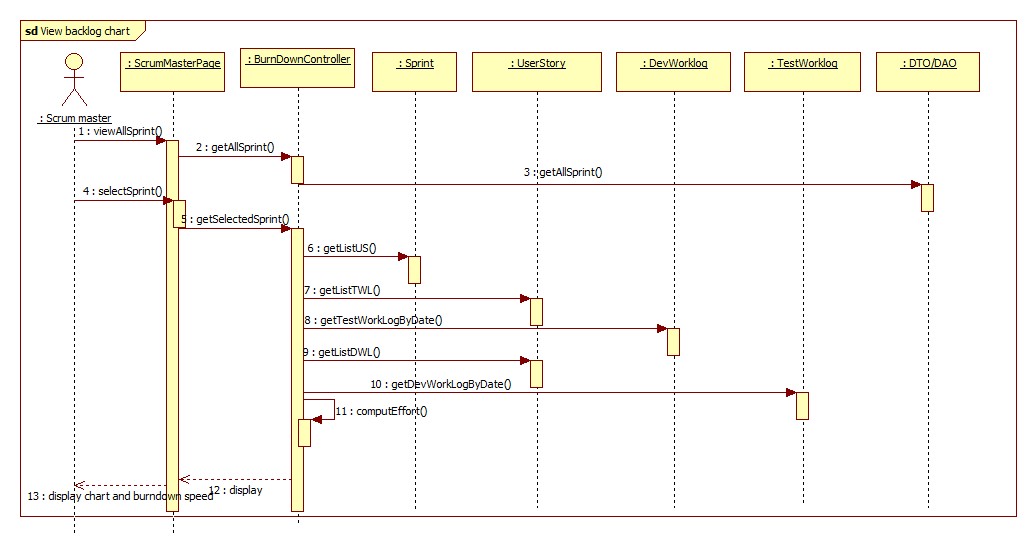 sd View backlog chart
: ScrumMasterPage
: BurnDownController
: Sprint
: UserStory
: DevWorklog
: TestWorklog
: DTO/DAO
: Scrum master
1 : viewAllSprint()
2 : getAllSprint()
3 : getAllSprint()
4 : selectSprint()
5 : getSelectedSprint()
6 : getListUS()
7 : getListTWL()
8 : getTestWorkLogByDate()
9 : getListDWL()
10 : getDevWorkLogByDate()
11 : computEffort()
12 : display
13 : display chart and burndown speed